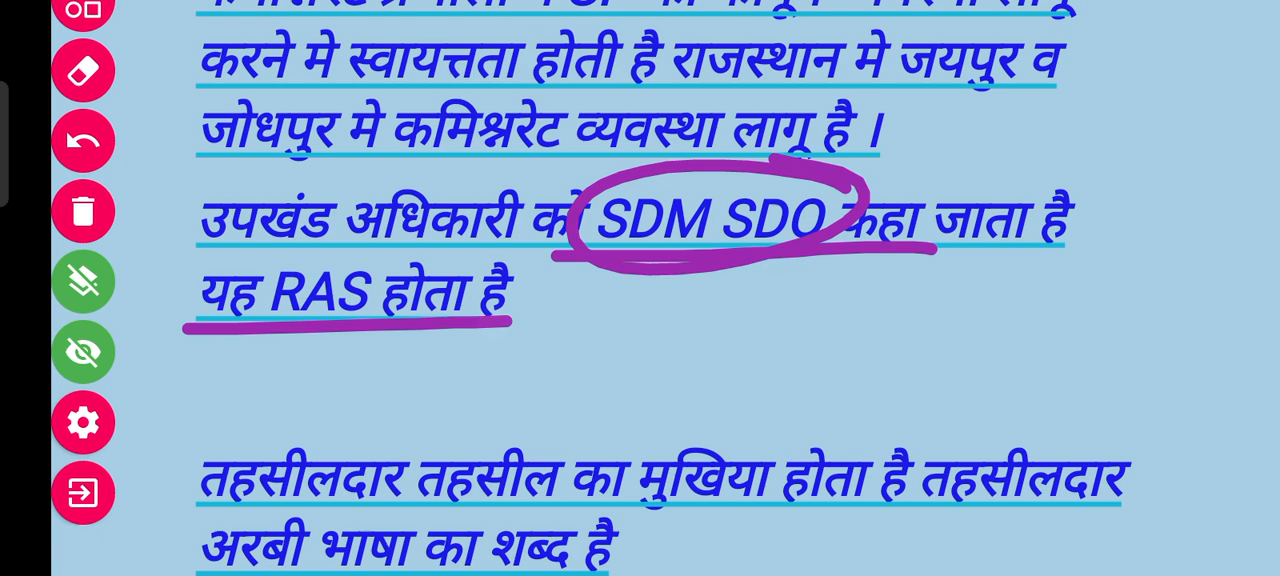 करने मे स्वायत्तता होती है राजस्थान मे जयपुर व
जोधपुर मे कमिश्नरेट व्यवस्था लागू है ।
उपखंड अधिकारी को SDM SDO कहा जाता है
यह RAS होता है
तहसीलदार तहसील का मुखिया होता है तहसीलदार
अरबी भाषा का शब्द है